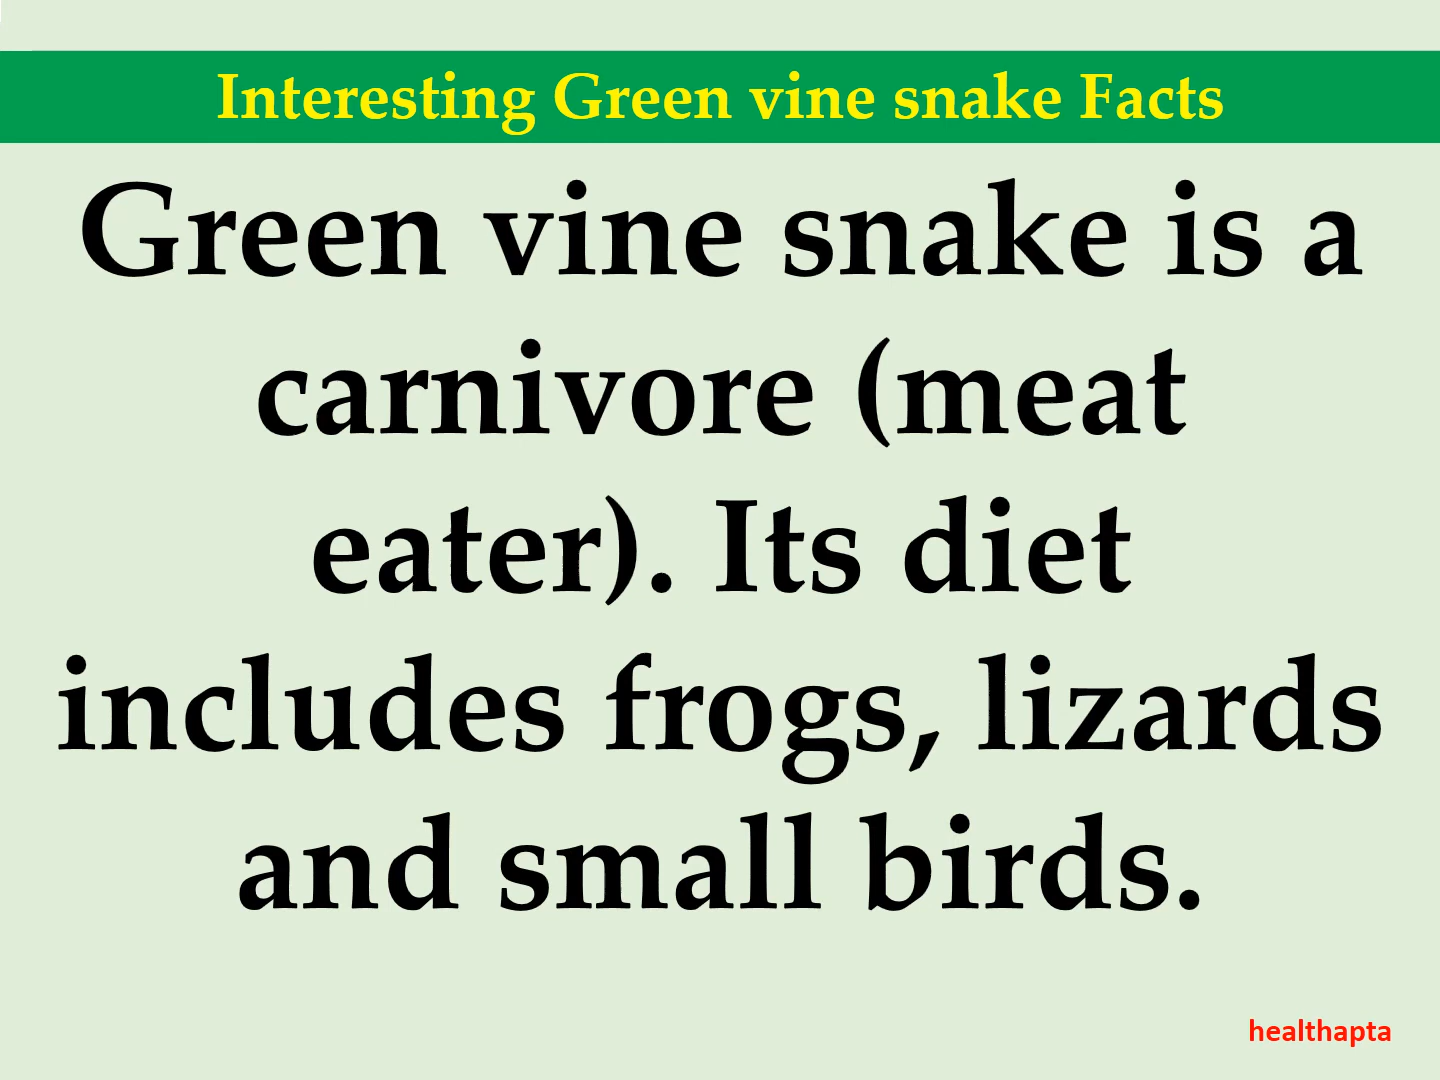 Interesting Green vine snake Facts
Green vine snake is a
carnivore (meat
eater). Its diet
includes frogs, lizards
and small birds.
healthapta